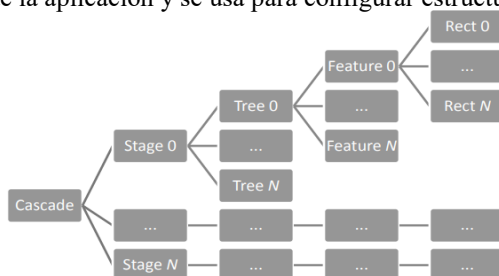 e la aplicación y se usa para configurar estructu
Rect 0
Feature 0
...
Tree 0
...
Rect N
Stage 0
...
Feature N
Tree N
Cascade
... ... ... ...
Stage N ... ... ...